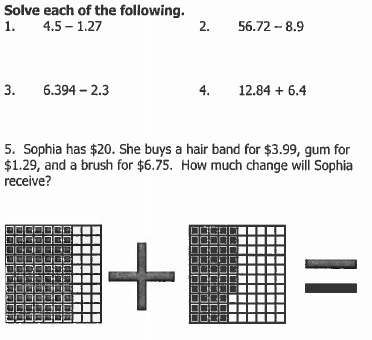 Solve each of the following.
1. 4.5 – 1.27 2. 56.72 – 8.9
3. 6.394 – 2.3 4. 12.84 + 6.4
5. Sophia has $20. She buys a hair band for $3.99, gum for
$1.29, and a brush for $6.75. How much change will Sophia
receive?
+ =